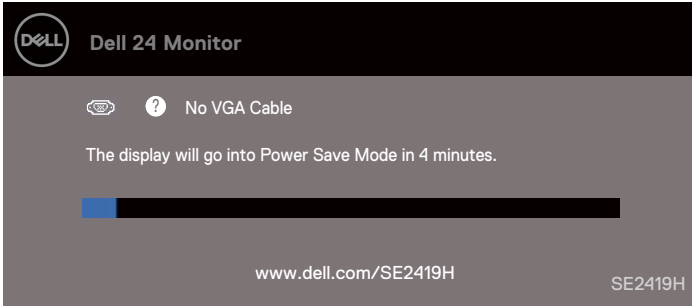 DELL
Dell 24 Monitor
? No VGA Cable
The display will go into Power Save Mode in 4 minutes.
www.dell.com/SE2419H
SE2419H